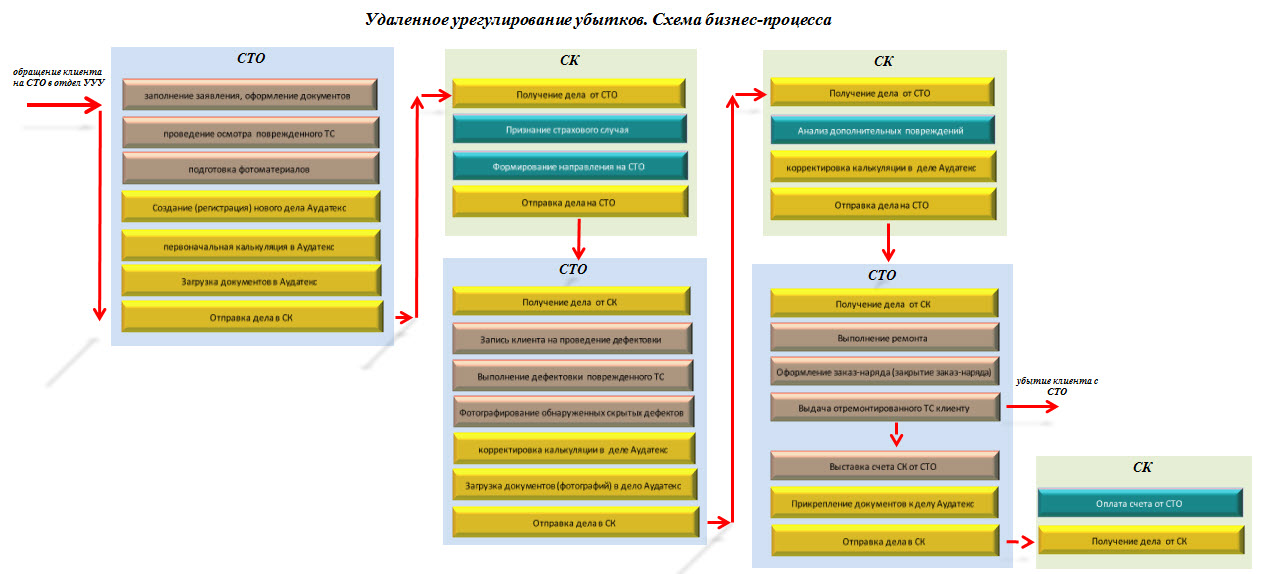 Удаленное урегулирование убытков. Схема бизнес-процесса
обращение клиента
на СТО в отдел УУУ
СТО
заполнение заявления, оформление документов
проведение осмотра поврежденного ТС
подготовка фотоматериалов
Создание (регистрация) нового дела Аудатекс
первоначальная калькуляция в Аудатекс
Загрузка документов в Аудатекс
Отправка дела в СК
СК
Получение дела от СТО
Признание страхового случая
Формирование направления на СТО
Отправка дела на СТО
СТО
Получение дела от СК
Запись клиента на проведение дефектовки
Выполнение дефектовки поврежденного ТС
Фотографирование обнаруженных скрытых дефектов
корректировка калькуляции в деле Аудатекс
Загрузка документов (фотографий) в дело Аудатекс
Отправка дела в СК
СК
Получение дела от СТО
Анализ дополнительных повреждений
корректировка калькуляции в деле Аудатекс
Отправка дела на СТО
СТО
Получение дела от СК
Выполнение ремонта
Оформление заказ-наряда (закрытие заказ-наряда)
Выдача отремонтированного ТС клиенту
убытие клиента с
СТО
Выставка счета СК от СТО
Прикрепление документов к делу Аудатекс
Отправка дела в СК
СК
Оплата счета от СТО
Получение дела от СК